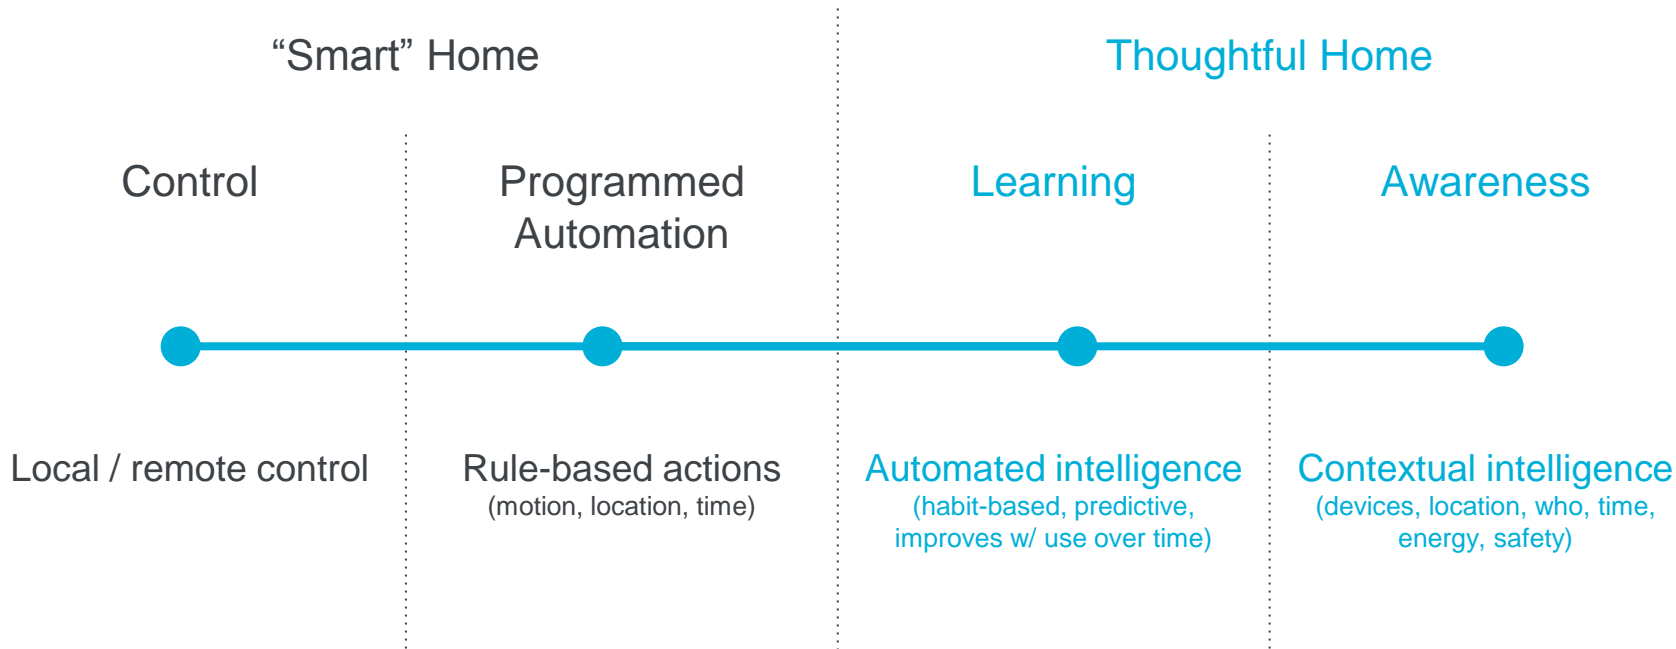 “Smart” Home
Thoughtful Home
Control
Programmed
Automation
Learning
Awareness
Local / remote control
Rule-based actions
(motion, location, time)
Automated intelligence
(habit-based, predictive,
improves w/ use over time)
Contextual intelligence
(devices, location, who, time,
energy, safety)